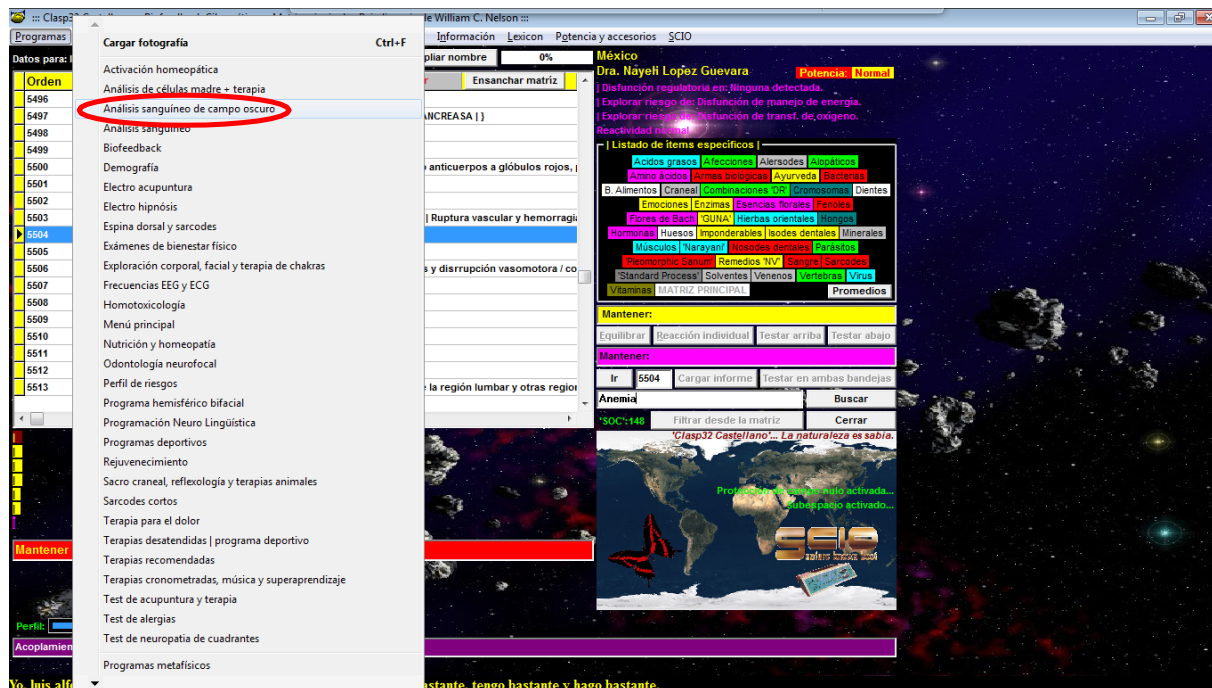 ::: Clasp32
de William C. Nelson :::
Programas
Información Lexicon Potencia y accesorios SCIO
Cargar fotografía Ctrl+F
Activación homeopática
Análisis de células madre + terapia
Análisis sanguíneo de campo oscuro
Análisis sanguíneo
Biofeedback
Demografía
Electro acupuntura
Electro hipnósis
Espina dorsal y sarcodes
Exámenes de bienestar físico
Exploración corporal, facial y terapia de chakras
Frecuencias EEG y ECG
Homotoxicología
Menú principal
Nutrición y homeopatía
Odontología neurofocal
Perfil de riesgos
Programa hemisférico bifacial
Programación Neuro Lingüística
Programas deportivos
Rejuvenecimiento
Sacro craneal, reflexología y terapias animales
Sarcodes cortos
Terapia para el dolor
Terapias desatendidas | programa deportivo
Terapias recomendadas
Terapias cronometradas, música y superaprendizaje
Test de acupuntura y terapia
Test de alergias
Test de neuropatia de cuadrantes
Programas metafísicos
Datos para:
pliar nombre 0%
Orden
Ensanchar matriz
5496
5497
ANCREASA | }
5498
5499
5500
anticuerpos a glóbulos rojos,
5501
5502
5503
| Ruptura vascular y hemorragi
5504
5505
5506
s y disrrupción vasomotora / co
5507
5508
5509
5510
5511
5512
5513
la región lumbar y otras region
Mantener
Perfil:
Acoplamien
Yo, luis alf
astante, tengo bastante y hago bastante.
México
Dra. Nayeli Lopez Guevara Potencia: Normal
] Disfunción regulatoria en: Ninguna detectada.
] Explorar riesgo de: Disfunción de manejo de energía.
] Explorar riesgo de: Disfunción de transf. de oxígeno.
Reactividad normal
| Listado de ítems específicos |
Acidos grasos Afecciones Alersodes Alopáticos
Amino ácidos Armas biológicas Ayurveda Bacterias
B. Alimentos Craneal Combinaciones 'DR' Cromosomas Dientes
Emociones Enzimas Esencias florales Fenoles
Flores de Bach 'GUNA' Hierbas orientales Hongos
Hormonas Huesos Imponderables Isodes dentales Minerales
Músculos 'Narayani' Nosodes dentales Parásitos
'Pleomorphic Sanum' Remedios 'NV' Sangre Sarcodes
'Standard Process' Solventes Venenos Vertebras Virus
Vitaminas MATRIZ PRINCIPAL Promedios
Mantener:
Equilibrar Reacción individual Testar arriba Testar abajo
Mantener:
Ir 5504 Cargar informe Testar en ambas bandejas
Anemia Buscar
'SOC':148 Filtrar desde la matriz Cerrar
'Clasp32 Castellano'... La naturaleza es sabia.
Protección de campo nulo activada...
Subespacio activado...
SCIO